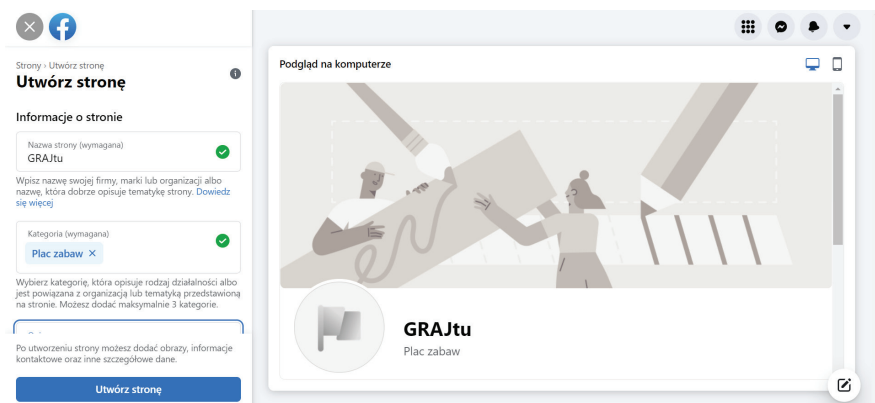 Strony › Utwórz stronę
Utwórz stronę
Informacje o stronie
Nazwa strony (wymagana)
GRAJtu
Wpisz nazwę swojej firmy, marki lub organizacji albo
nazwę, która dobrze opisuje tematykę strony. Dowiedz
się więcej
Kategoria (wymagana)
Plac zabaw ×
Wybierz kategorię, która opisuje rodzaj działalności albo
jest powiązana z organizacją lub tematyką przedstawioną
na stronie. Możesz dodać maksymalnie 3 kategorie.
Po utworzeniu strony możesz dodać obrazy, informacje
kontaktowe oraz inne szczegółowe dane.
Utwórz stronę
Podgląd na komputerze
GRAJtu
Plac zabaw